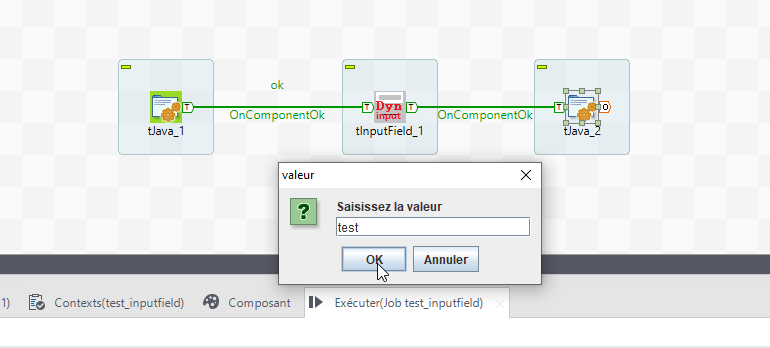 ok
T
T
T
T
O
Dyn
input
OnComponentOk
OnComponentOk
tJava_1
tInputField_1
tJava_2
valeur
?
Saisissez la valeur
test
OK
Annuler
1)
Contexts(test_inputfield)
Composant
Exécuter(Job test_inputfield)